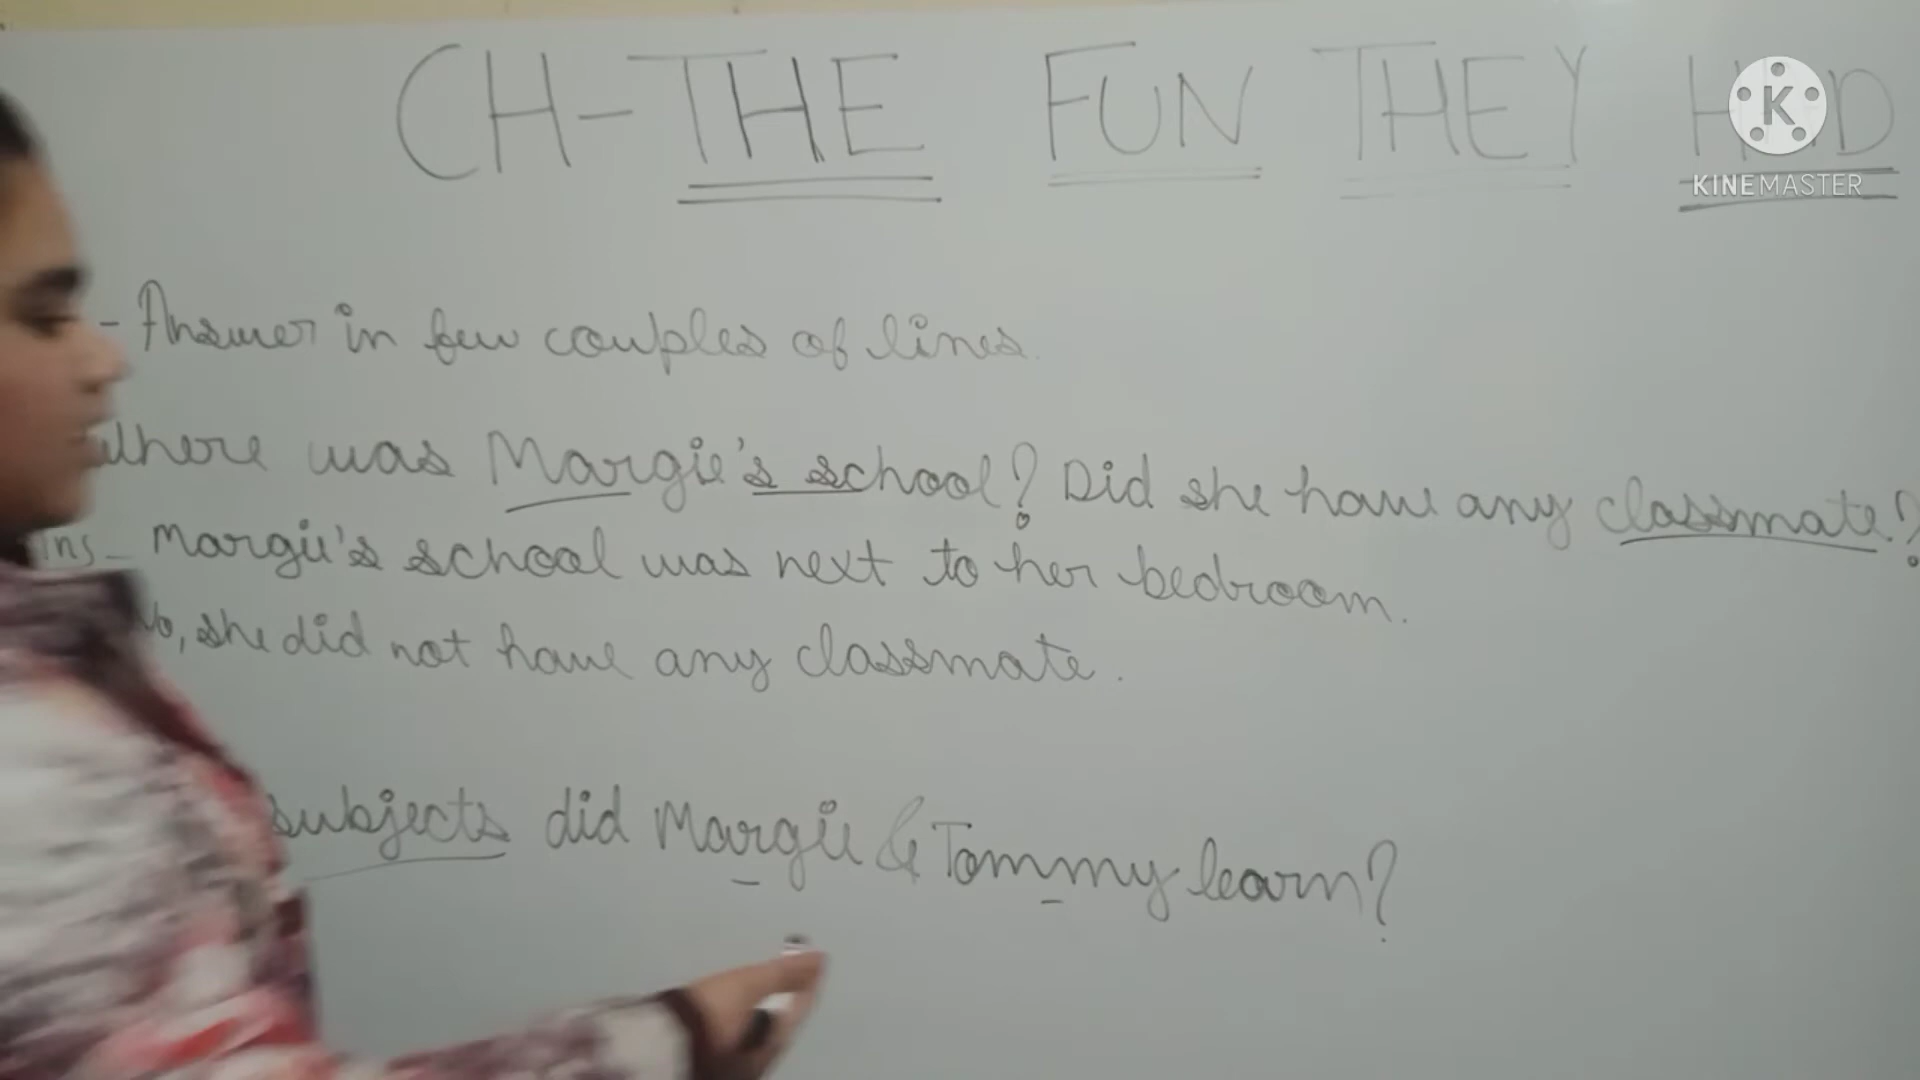 CH-THE FUN THEY H D
KINEMASTER
- Answer in few couples of lines.
Where was Margie's school? Did she have any classmate?
Ans - Margie's school was next to her bedroom.
No, she did not have any classmate.
subjects did Margie & Tommy learn?